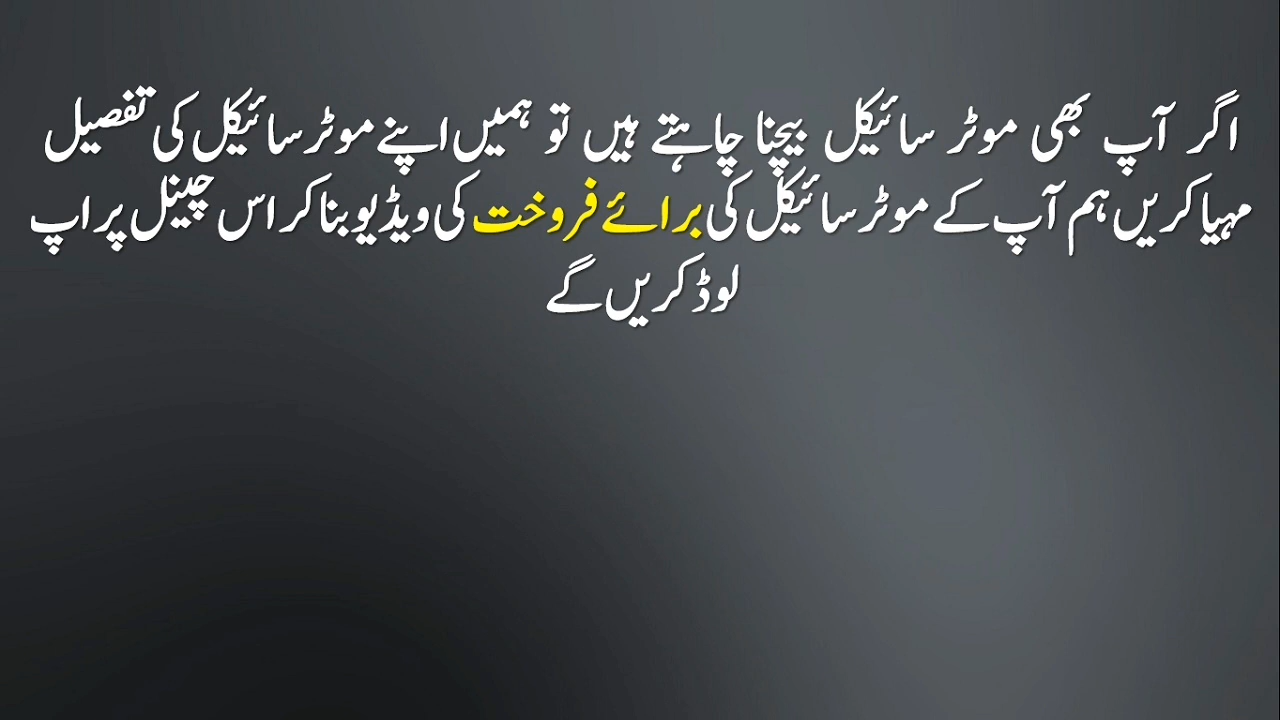 اگر آپ بھی موٹر سائیکل بیچنا چاہتے ہیں تو ہمیں اپنے موٹر سائیکل کی تفصیل
مہیا کریں ہم آپ کے موٹر سائیکل کی برائے فروخت کی ویڈیو بنا کر اس چینل پر اپ
لوڈ کریں گے